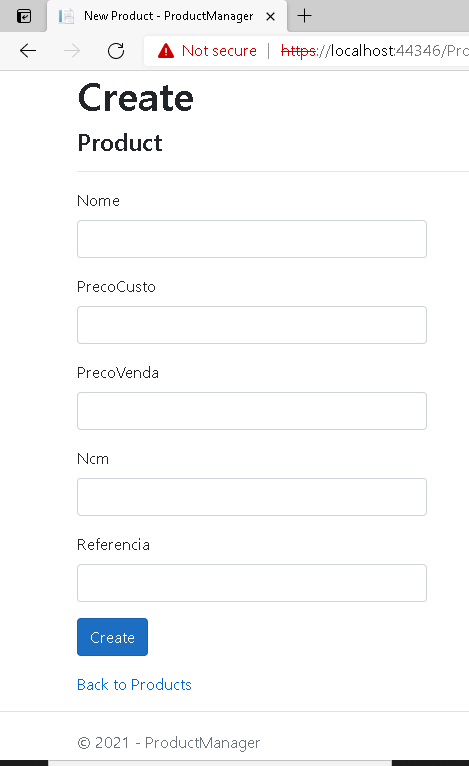 New Product - ProductManager
Not secure | https://localhost:44346/Pro
Create
Product
Nome
PrecoCusto
PrecoVenda
Ncm
Referencia
Create
Back to Products
© 2021 - ProductManager